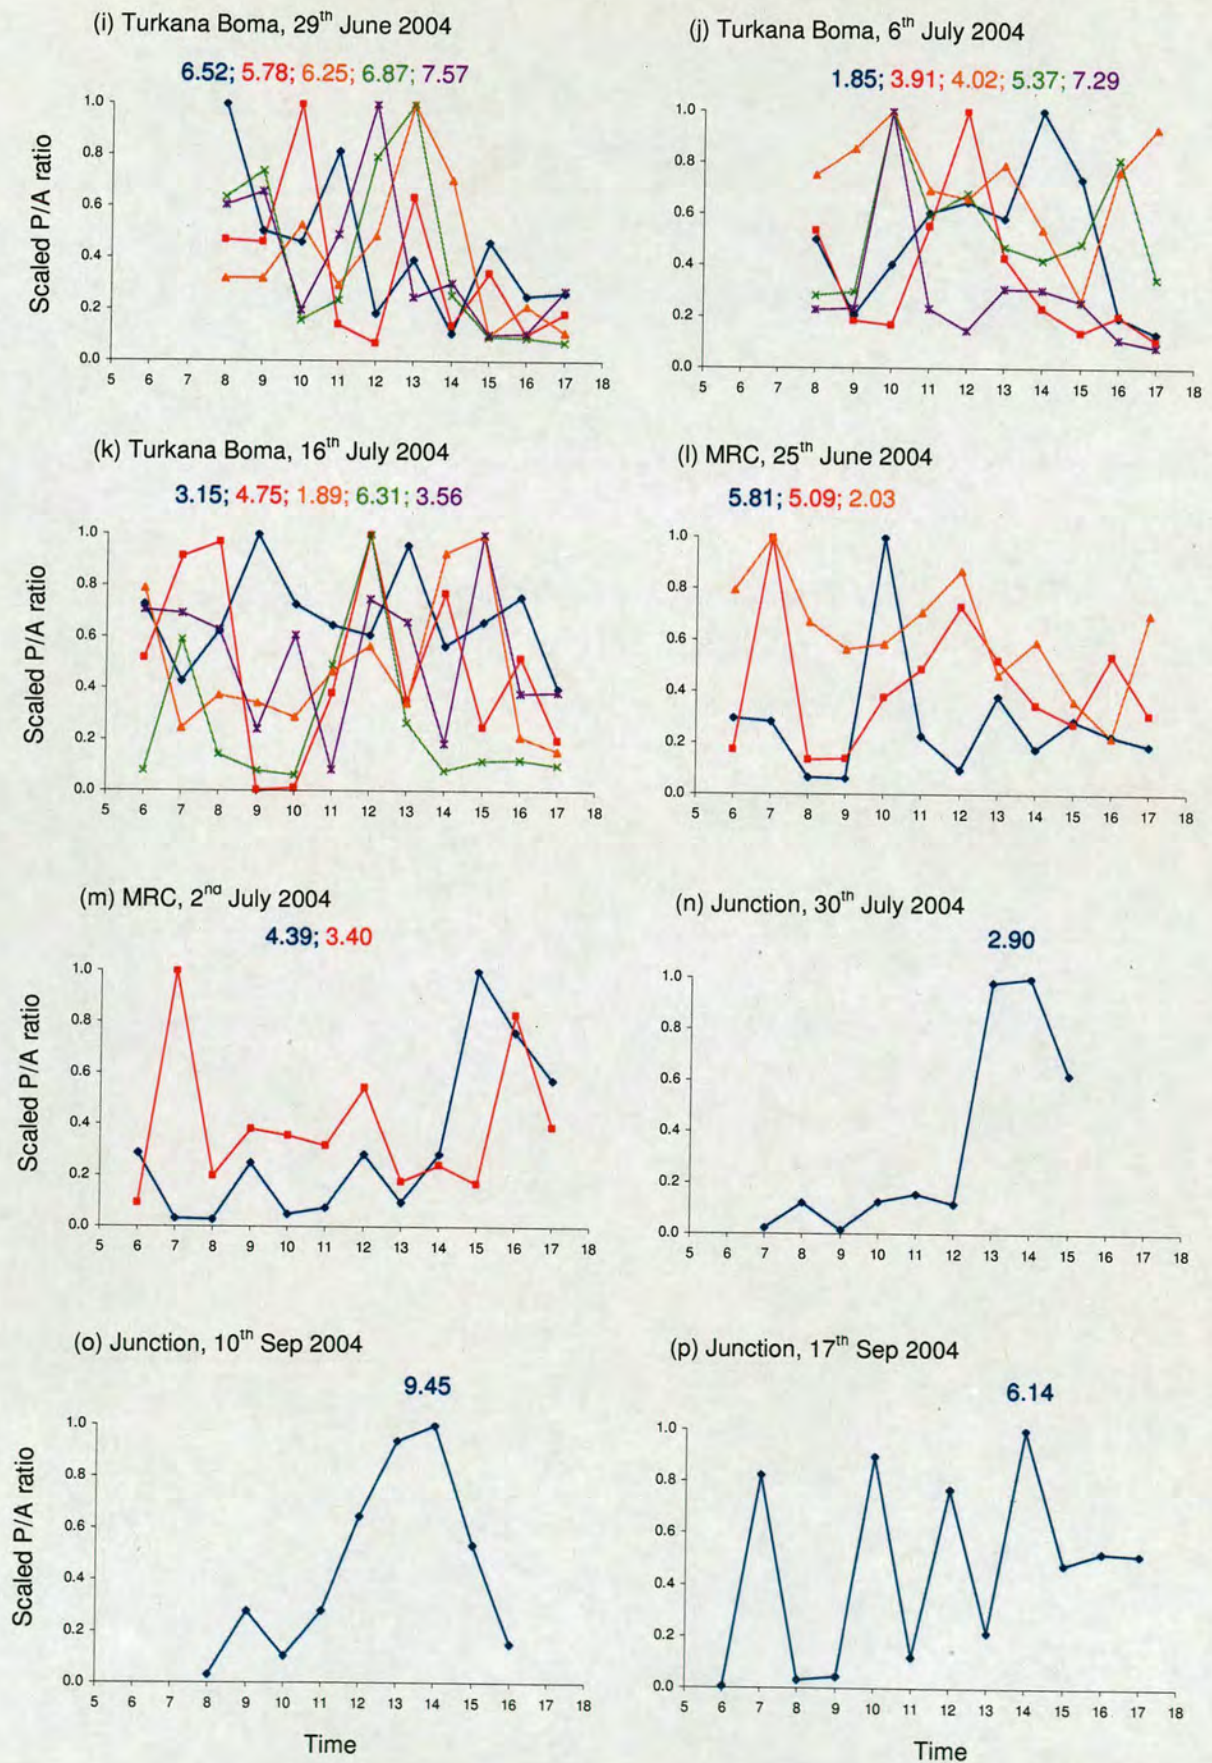 (i) Turkana Boma, 29th June 2004
6.52; 5.78; 6.25; 6.87; 7.57
Scaled P/A ratio
1.0
0.8
0.6
0.4
0.2
0.0
5 6 7 8 9 10 11 12 13 14 15 16 17 18
(j) Turkana Boma, 6th July 2004
1.85; 3.91; 4.02; 5.37; 7.29
1.0
0.8
0.6
0.4
0.2
0.0
5 6 7 8 9 10 11 12 13 14 15 16 17 18
(k) Turkana Boma, 16th July 2004
3.15; 4.75; 1.89; 6.31; 3.56
Scaled P/A ratio
1.0
0.8
0.6
0.4
0.2
0.0
5 6 7 8 9 10 11 12 13 14 15 16 17 18
(l) MRC, 25th June 2004
5.81; 5.09; 2.03
1.0
0.8
0.6
0.4
0.2
0.0
5 6 7 8 9 10 11 12 13 14 15 16 17 18
(m) MRC, 2nd July 2004
4.39; 3.40
Scaled P/A ratio
1.0
0.8
0.6
0.4
0.2
0.0
5 6 7 8 9 10 11 12 13 14 15 16 17 18
(n) Junction, 30th July 2004
2.90
1.0
0.8
0.6
0.4
0.2
0.0
5 6 7 8 9 10 11 12 13 14 15 16 17 18
(o) Junction, 10th Sep 2004
9.45
Scaled P/A ratio
1.0
0.8
0.6
0.4
0.2
0.0
5 6 7 8 9 10 11 12 13 14 15 16 17 18
Time
(p) Junction, 17th Sep 2004
6.14
1.0
0.8
0.6
0.4
0.2
0.0
5 6 7 8 9 10 11 12 13 14 15 16 17 18
Time